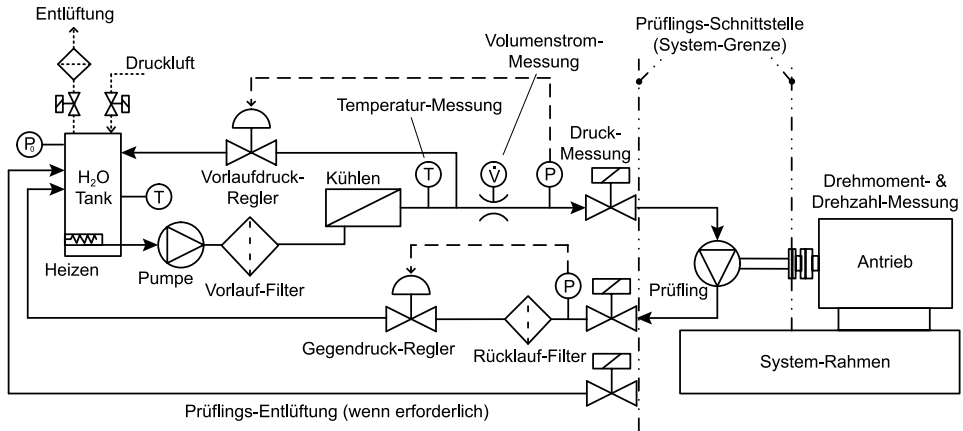 Entlüftung
Druckluft
Volumenstrom-
Messung
Prüflings-Schnittstelle
(System-Grenze)
Temperatur-Messung
Druck-
Messung
P₀
H₂O
Tank
T
Vorlaufdruck-
Regler
Kühlen
T
V̇
P
Drehmoment- &
Drehzahl-Messung
Heizen
Pumpe
Vorlauf-Filter
P
Prüfling
Antrieb
Gegendruck-Regler
Rücklauf-Filter
System-Rahmen
Prüflings-Entlüftung (wenn erforderlich)